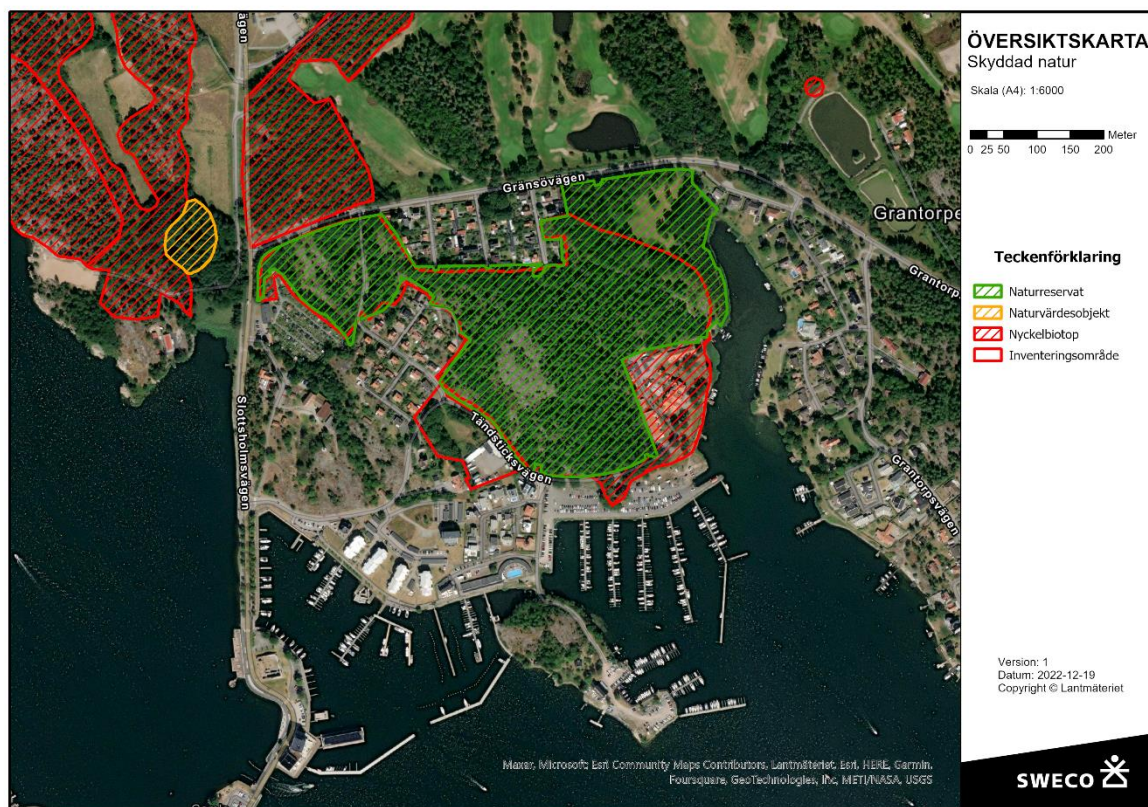 ÖVERSIKTSKARTA
Skyddad natur
Skala (A4): 1:6000
Meter
0 25 50 100 150 200
Teckenförklaring
Naturreservat
Naturvärdesobjekt
Nyckelbiotop
Inventeringsområde
Version: 1
Datum: 2022-12-19
Copyright © Lantmäteriet
SWECO
vägen
Gränsövägen
Grantorpe
Grantorps
Slottsholmsvägen
Tändsticksvägen
Grantorpsvägen
Maxar, Microsoft, Esri Community Maps Contributors, Lantmäteriet, Esri, HERE, Garmin,
Foursquare, GeoTechnologies, Inc, METI/NASA, USGS